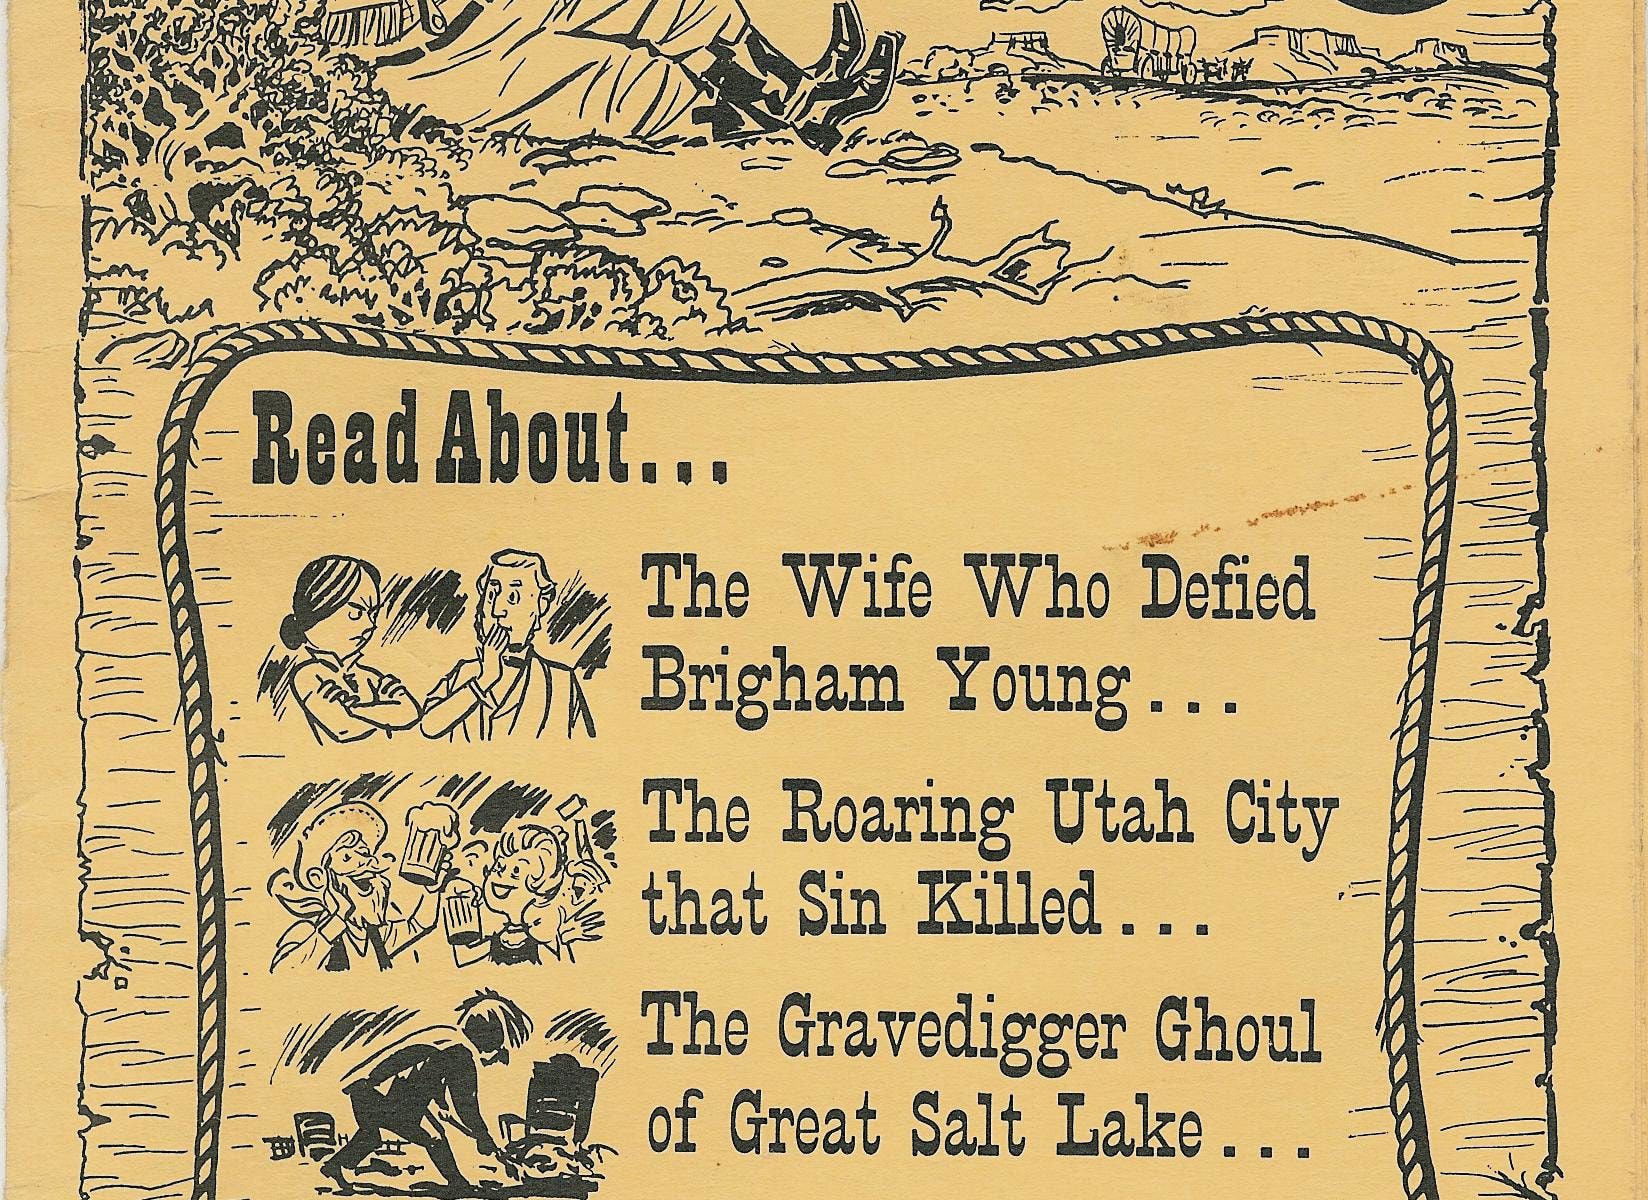 Read About...
The Wife Who Defied
Brigham Young...
The Roaring Utah City
that Sin Killed...
The Gravedigger Ghoul
of Great Salt Lake...